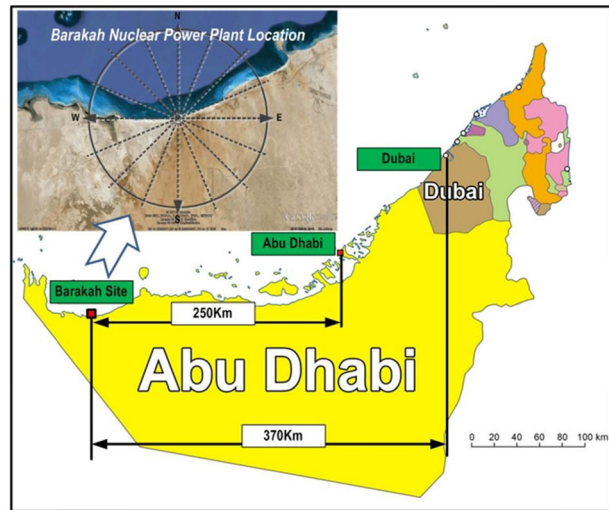 Barakah Nuclear Power Plant Location
N
W
E
S
Dubai
Dubai
Abu Dhabi
Barakah Site
250Km
Abu Dhabi
370Km
0 20 40 60 80 100 km